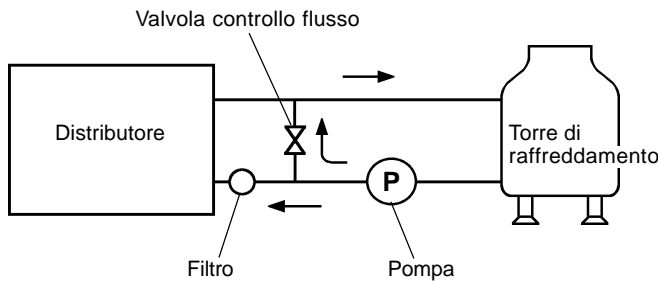 Valvola controllo flusso
Distributore
Torre di
raffreddamento
P
Filtro
Pompa